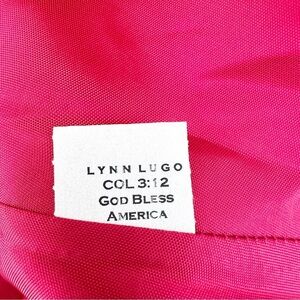 LYNN LUGO
COL 3:12
GOD BLESS
AMERICA